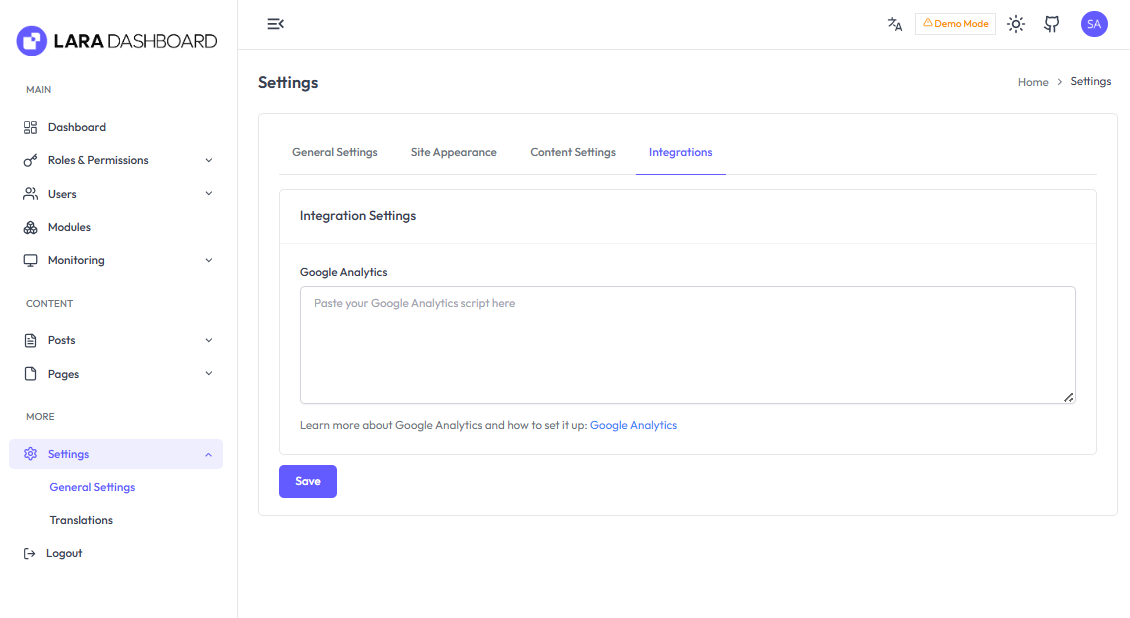 LARA DASHBOARD
Demo Mode
SA
MAIN
Dashboard
Roles & Permissions
Users
Modules
Monitoring
CONTENT
Posts
Pages
MORE
Settings
General Settings
Translations
Logout
Settings
Home > Settings
General Settings
Site Appearance
Content Settings
Integrations
Integration Settings
Google Analytics
Paste your Google Analytics script here
Learn more about Google Analytics and how to set it up: Google Analytics
Save